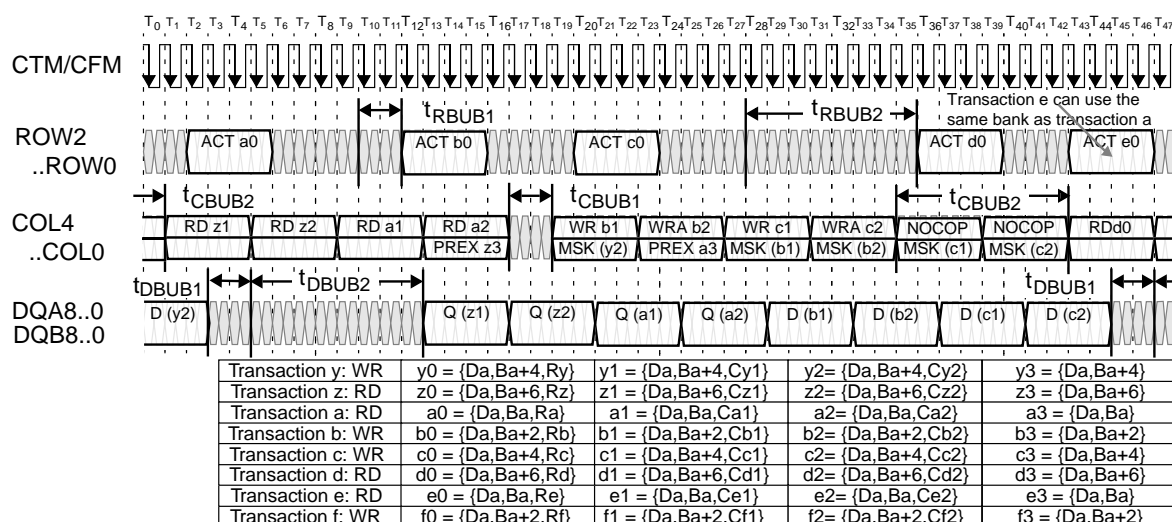 T0 T1 T2 T3 T4 T5 T6 T7 T8 T9 T10 T11 T12 T13 T14 T15 T16 T17 T18 T19 T20 T21 T22 T23 T24 T25 T26 T27 T28 T29 T30 T31 T32 T33 T34 T35 T36 T37 T38 T39 T40 T41 T42 T43 T44 T45 T46 T47
CTM/CFM
tRBUB1 tRBUB2 Transaction e can use the
same bank as transaction a
ROW2
..ROW0
ACT a0 ACT b0 ACT c0 ACT d0 ACT e0
tCBUB2 tCBUB1 tCBUB2
COL4
..COL0
RD z1 RD z2 RD a1 RD a2 WR b1 WRA b2 WR c1 WRA c2 NOCOP NOCOP RDd0
PREX z3 MSK (y2) PREX a3 MSK (b1) MSK (b2) MSK (c1) MSK (c2)
tDBUB1 tDBUB2 tDBUB1
DQA8..0
DQB8..0
D (y2) Q (z1) Q (z2) Q (a1) Q (a2) D (b1) D (b2) D (c1) D (c2)
Transaction y: WR y0 = {Da,Ba+4,Ry} y1 = {Da,Ba+4,Cy1} y2= {Da,Ba+4,Cy2} y3 = {Da,Ba+4}
Transaction z: RD z0 = {Da,Ba+6,Rz} z1 = {Da,Ba+6,Cz1} z2= {Da,Ba+6,Cz2} z3 = {Da,Ba+6}
Transaction a: RD a0 = {Da,Ba,Ra} a1 = {Da,Ba,Ca1} a2= {Da,Ba,Ca2} a3 = {Da,Ba}
Transaction b: WR b0 = {Da,Ba+2,Rb} b1 = {Da,Ba+2,Cb1} b2= {Da,Ba+2,Cb2} b3 = {Da,Ba+2}
Transaction c: WR c0 = {Da,Ba+4,Rc} c1 = {Da,Ba+4,Cc1} c2= {Da,Ba+4,Cc2} c3 = {Da,Ba+4}
Transaction d: RD d0 = {Da,Ba+6,Rd} d1 = {Da,Ba+6,Cd1} d2= {Da,Ba+6,Cd2} d3 = {Da,Ba+6}
Transaction e: RD e0 = {Da,Ba,Re} e1 = {Da,Ba,Ce1} e2= {Da,Ba,Ce2} e3 = {Da,Ba}
Transaction f: WR f0 = {Da,Ba+2,Rf} f1 = {Da,Ba+2,Cf1} f2= {Da,Ba+2,Cf2} f3 = {Da,Ba+2}